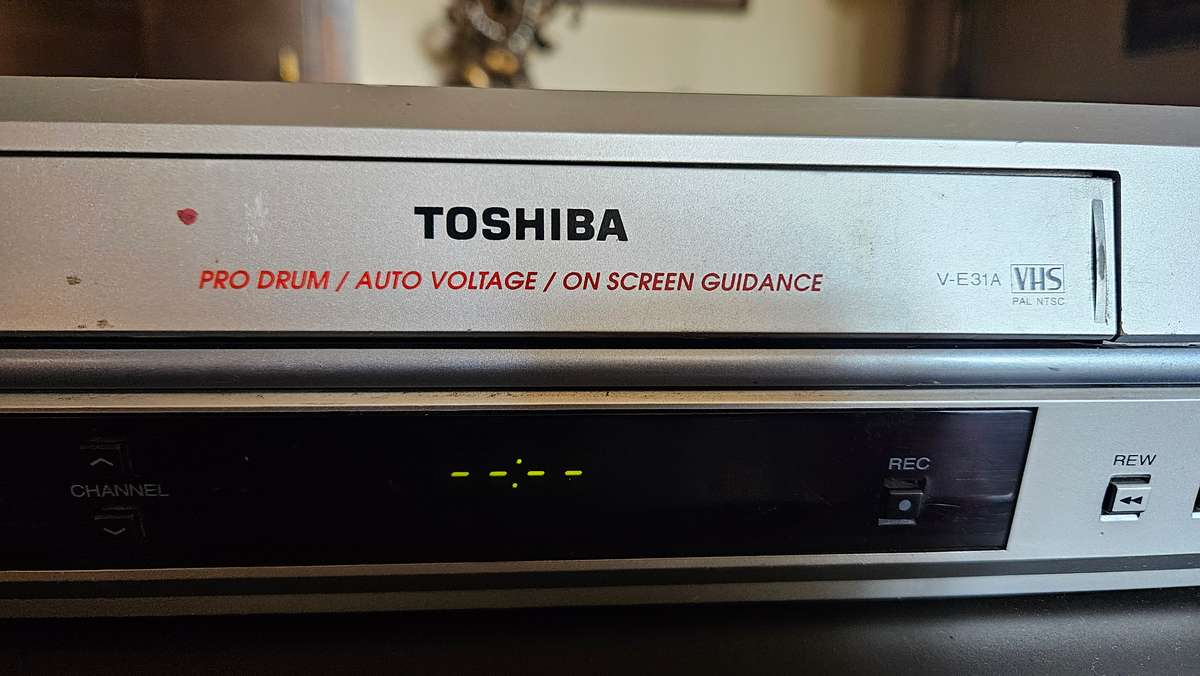 TOSHIBA
PRO DRUM / AUTO VOLTAGE / ON SCREEN GUIDANCE
V-E31A VHS
PAL NTSC
CHANNEL
--:--
REC
REW